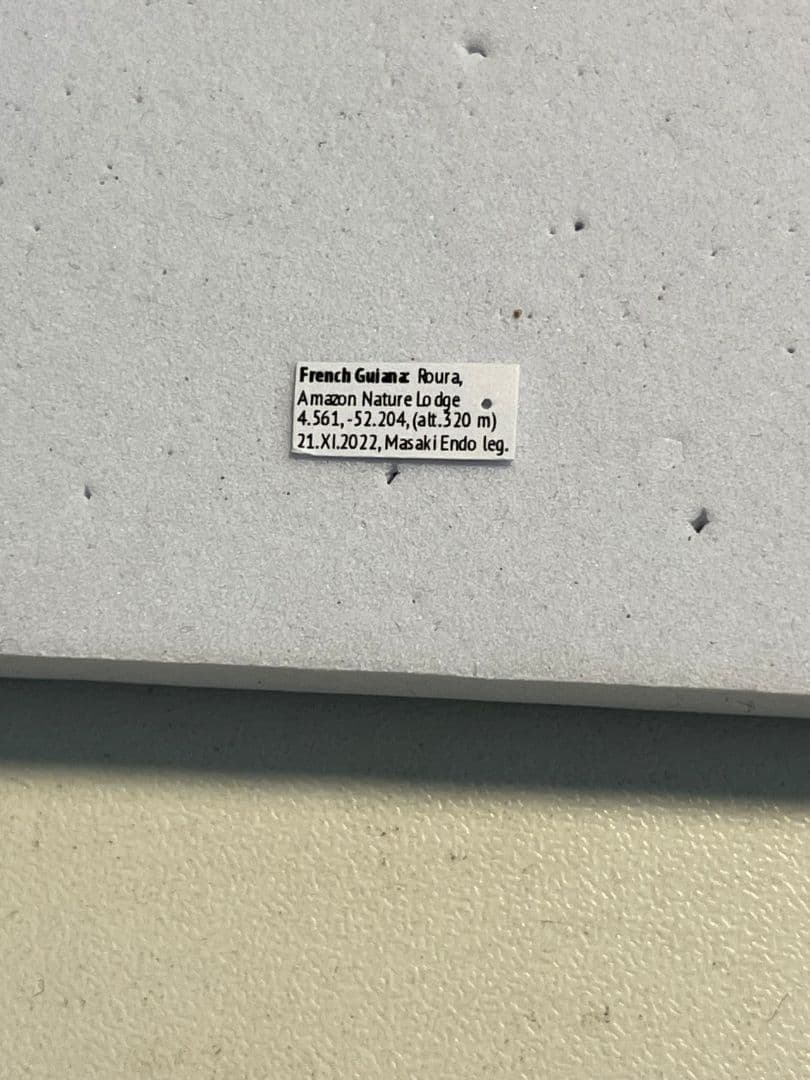 French Guiana: Roura,
Amazon Nature Lodge
4.561,-52.204,(alt.320 m)
21.XI.2022, Masaki Endo leg.